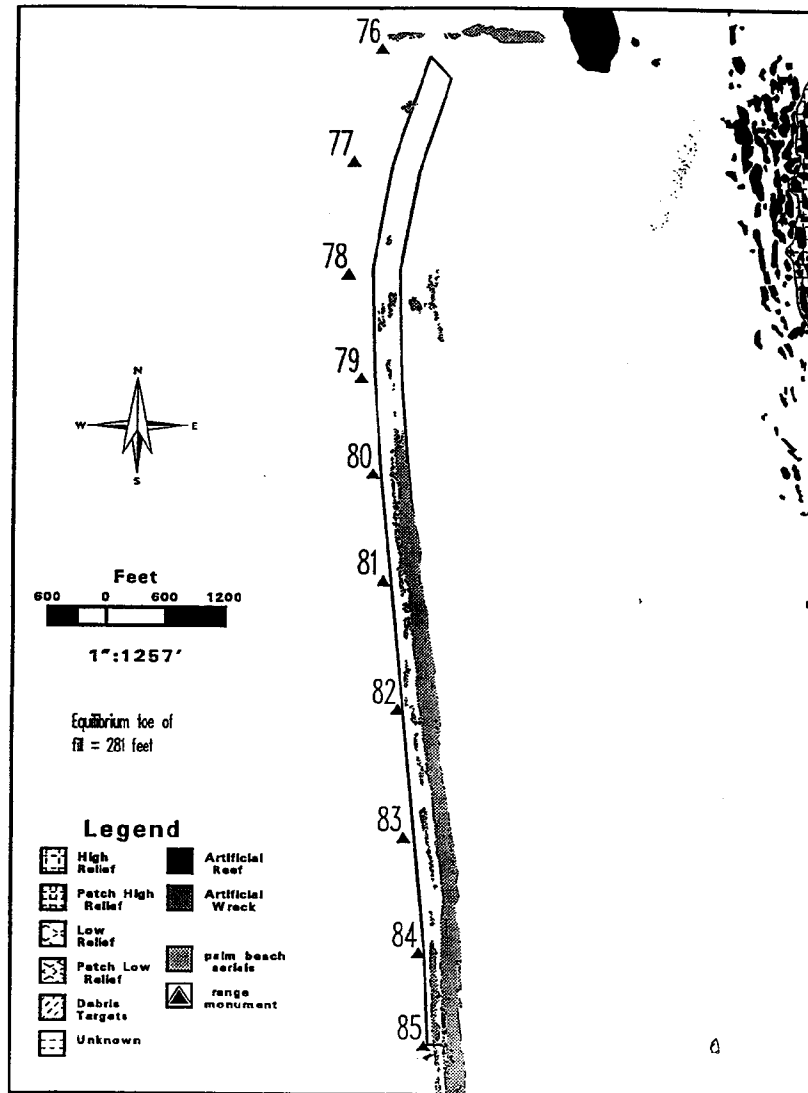 76
77
78
79
80
81
82
83
84
85
N
W E
S
Feet
600 0 600 1200
1":1257'
Equilibrium toe of
fill = 281 feet
Legend
High
Relief
Patch High
Relief
Low
Relief
Patch Low
Relief
Debris
Targets
Unknown
Artificial
Reef
Artificial
Wreck
palm beach
aerials
range
monument